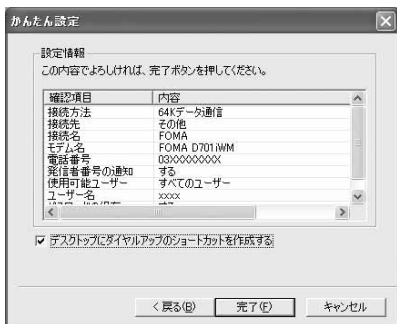 かんたん設定
設定情報
この内容でよろしければ、完了ボタンを押してください。
確認項目 内容
接続方法 64Kデータ通信
接続先 その他
接続名 FOMA
モデム名 FOMA D701iWM
電話番号 03XXXXXXXX
発信者番号の通知 する
使用可能ユーザー すべてのユーザー
ユーザー名 xxxx
デスクトップにダイヤルアップのショートカットを作成する
< 戻る(B) 完了(F) キャンセル